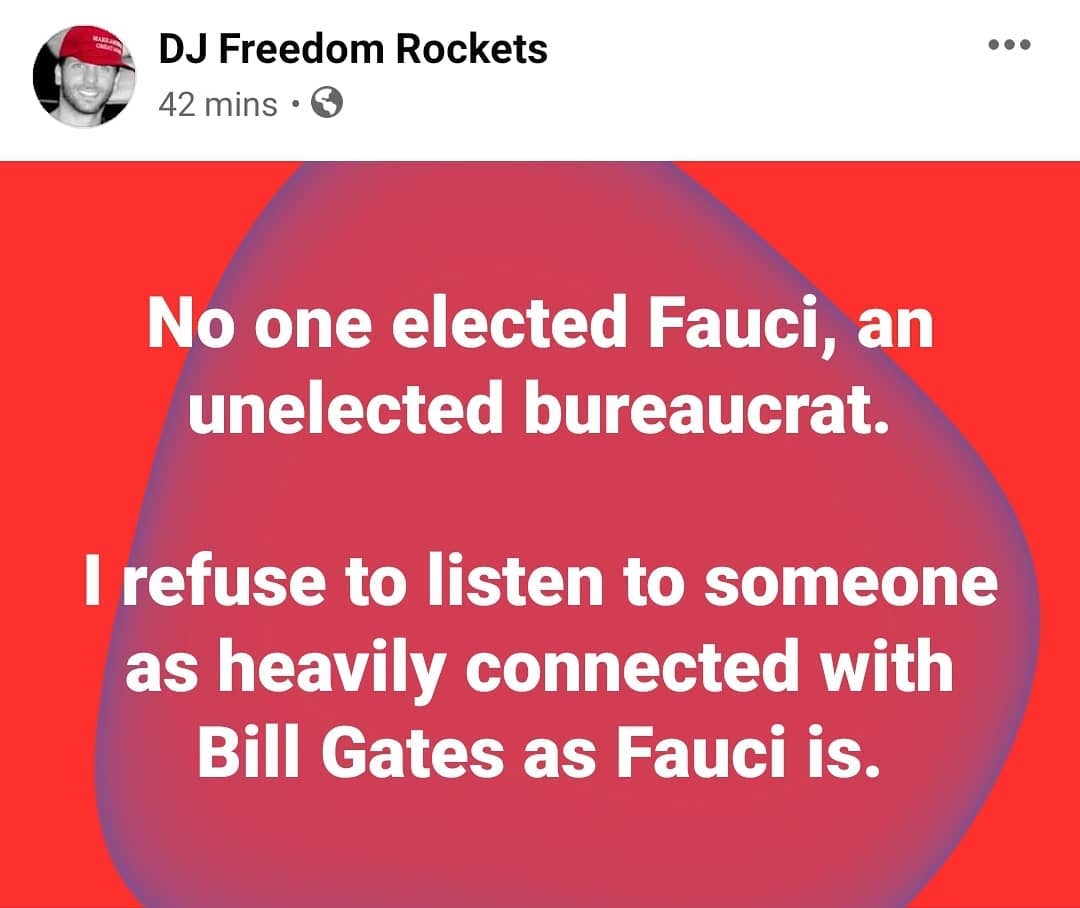 DJ Freedom Rockets
42 mins •
No one elected Fauci, an
unelected bureaucrat.
I refuse to listen to someone
as heavily connected with
Bill Gates as Fauci is.